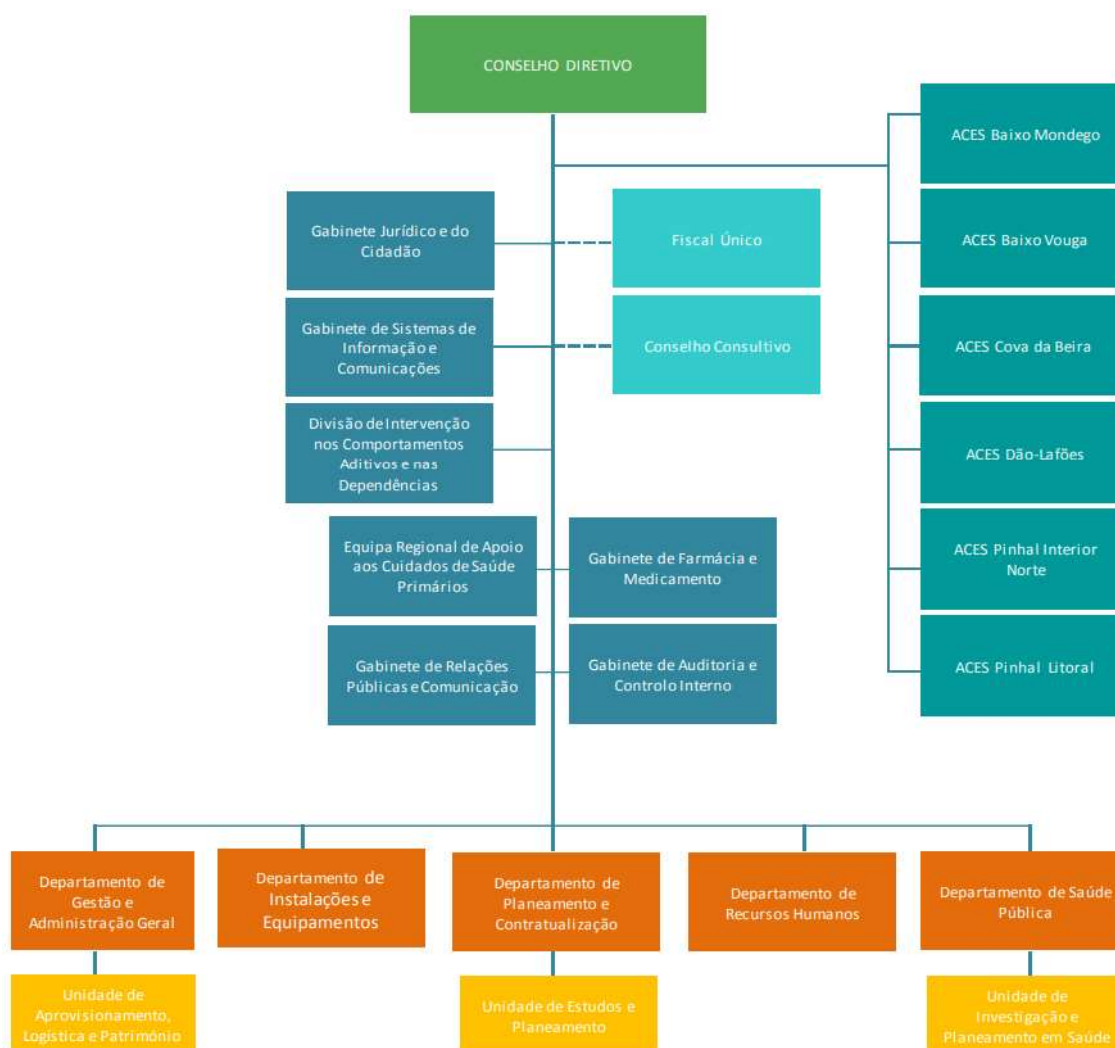 CONSELHO DIRETIVO
ACES Baixo Mondego
Gabinete Jurídico e do
Cidadão
Fiscal Único
ACES Baixo Vouga
Gabinete de Sistemas de
Informação e
Comunicações
Conselho Consultivo
ACES Cova da Beira
Divisão de Intervenção
nos Comportamentos
Aditivos e nas
Dependências
ACES Dão-Lafões
Equipa Regional de Apoio
aos Cuidados de Saúde
Primários
Gabinete de Farmácia e
Medicamento
ACES Pinhal Interior
Norte
Gabinete de Relações
Públicas e Comunicação
Gabinete de Auditoria e
Controlo Interno
ACES Pinhal Litoral
Departamento de
Gestão e
Administração Geral
Departamento de
Instalações e
Equipamentos
Departamento de
Planeamento e
Contratualização
Departamento de
Recursos Humanos
Departamento de Saúde
Pública
Unidade de
Aprovisionamento,
Logística e Património
Unidade de Estudos e
Planeamento
Unidade de
Investigação e
Planeamento em Saúde